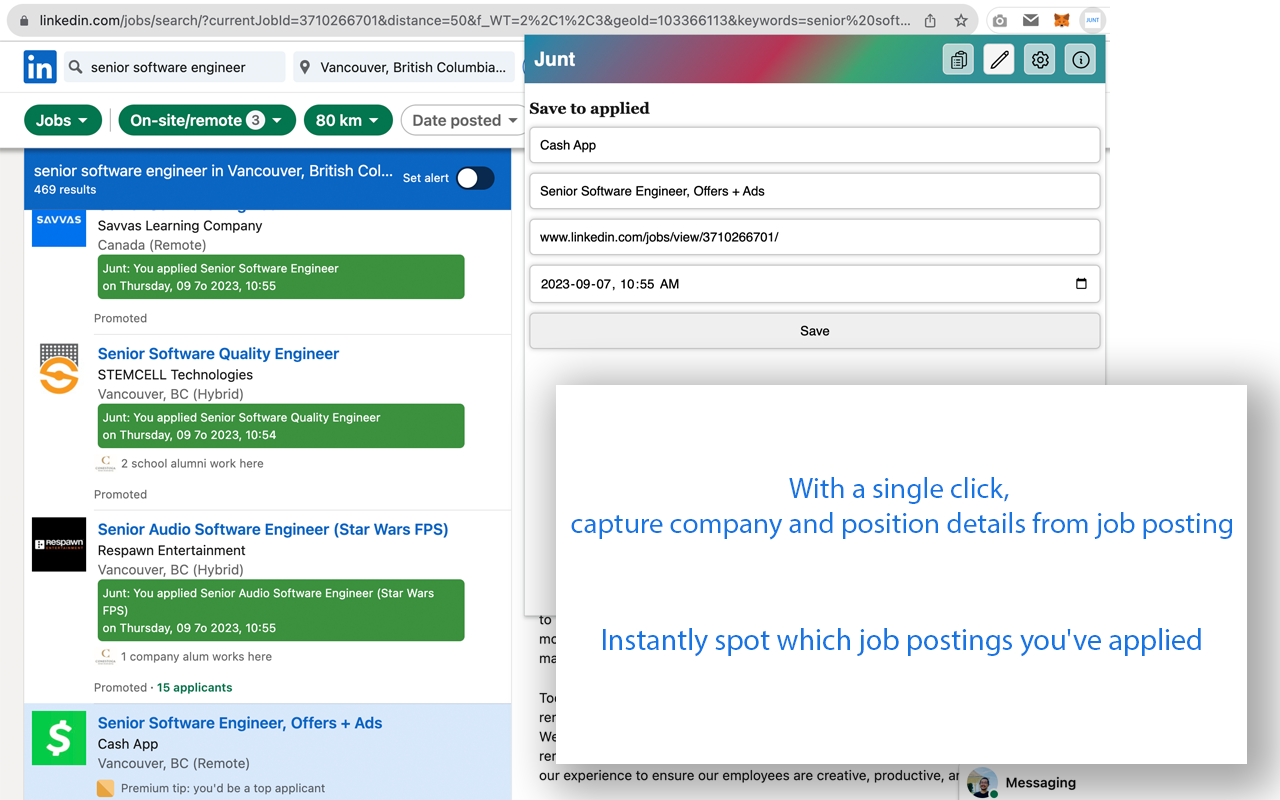 linkedin.com/jobs/search/?currentJobId=3710266701&distance=50&f_WT=2%2C1%2C3&geoId=103366113&keywords=senior%20soft...
JUNT
in
senior software engineer
Vancouver, British Columbia...
Jobs
On-site/remote 3
80 km
Date posted
senior software engineer in Vancouver, British Col...
469 results
Set alert
SAVVAS
Savvas Learning Company
Canada (Remote)
Junt: You applied Senior Software Engineer
on Thursday, 09 7o 2023, 10:55
Promoted
Senior Software Quality Engineer
STEMCELL Technologies
Vancouver, BC (Hybrid)
Junt: You applied Senior Software Quality Engineer
on Thursday, 09 7o 2023, 10:54
2 school alumni work here
Promoted
RESPAWN
ENTERTAINMENT
Senior Audio Software Engineer (Star Wars FPS)
Respawn Entertainment
Vancouver, BC (Hybrid)
Junt: You applied Senior Audio Software Engineer (Star Wars
FPS)
on Thursday, 09 7o 2023, 10:55
1 company alum works here
Promoted · 15 applicants
$
Senior Software Engineer, Offers + Ads
Cash App
Vancouver, BC (Remote)
Premium tip: you'd be a top applicant
Junt
Save to applied
Cash App
Senior Software Engineer, Offers + Ads
www.linkedin.com/jobs/view/3710266701/
2023-09-07, 10:55 AM
Save
With a single click,
capture company and position details from job posting
Instantly spot which job postings you've applied
to
We
our experience to ensure our employees are creative, productive,
Messaging